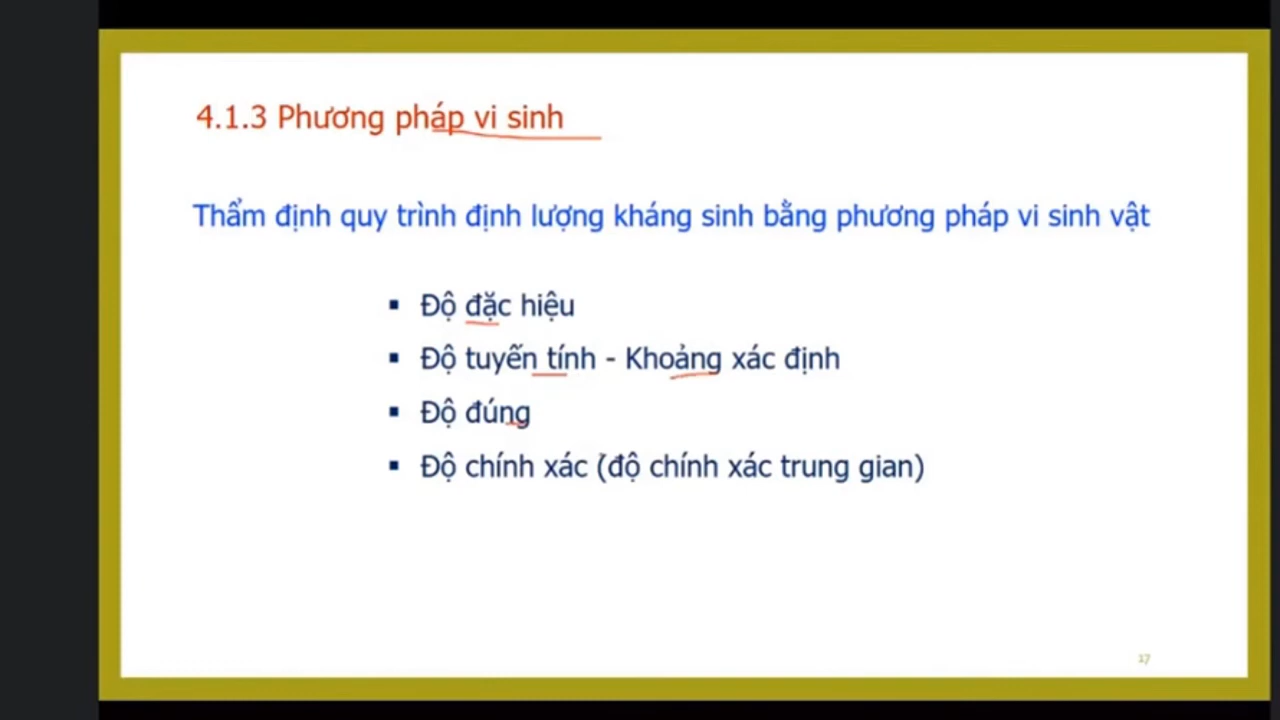 4.1.3 Phương pháp vi sinh
Thẩm định quy trình định lượng kháng sinh bằng phương pháp vi sinh vật
▪ Độ đặc hiệu
▪ Độ tuyến tính - Khoảng xác định
▪ Độ đúng
▪ Độ chính xác (độ chính xác trung gian)
17